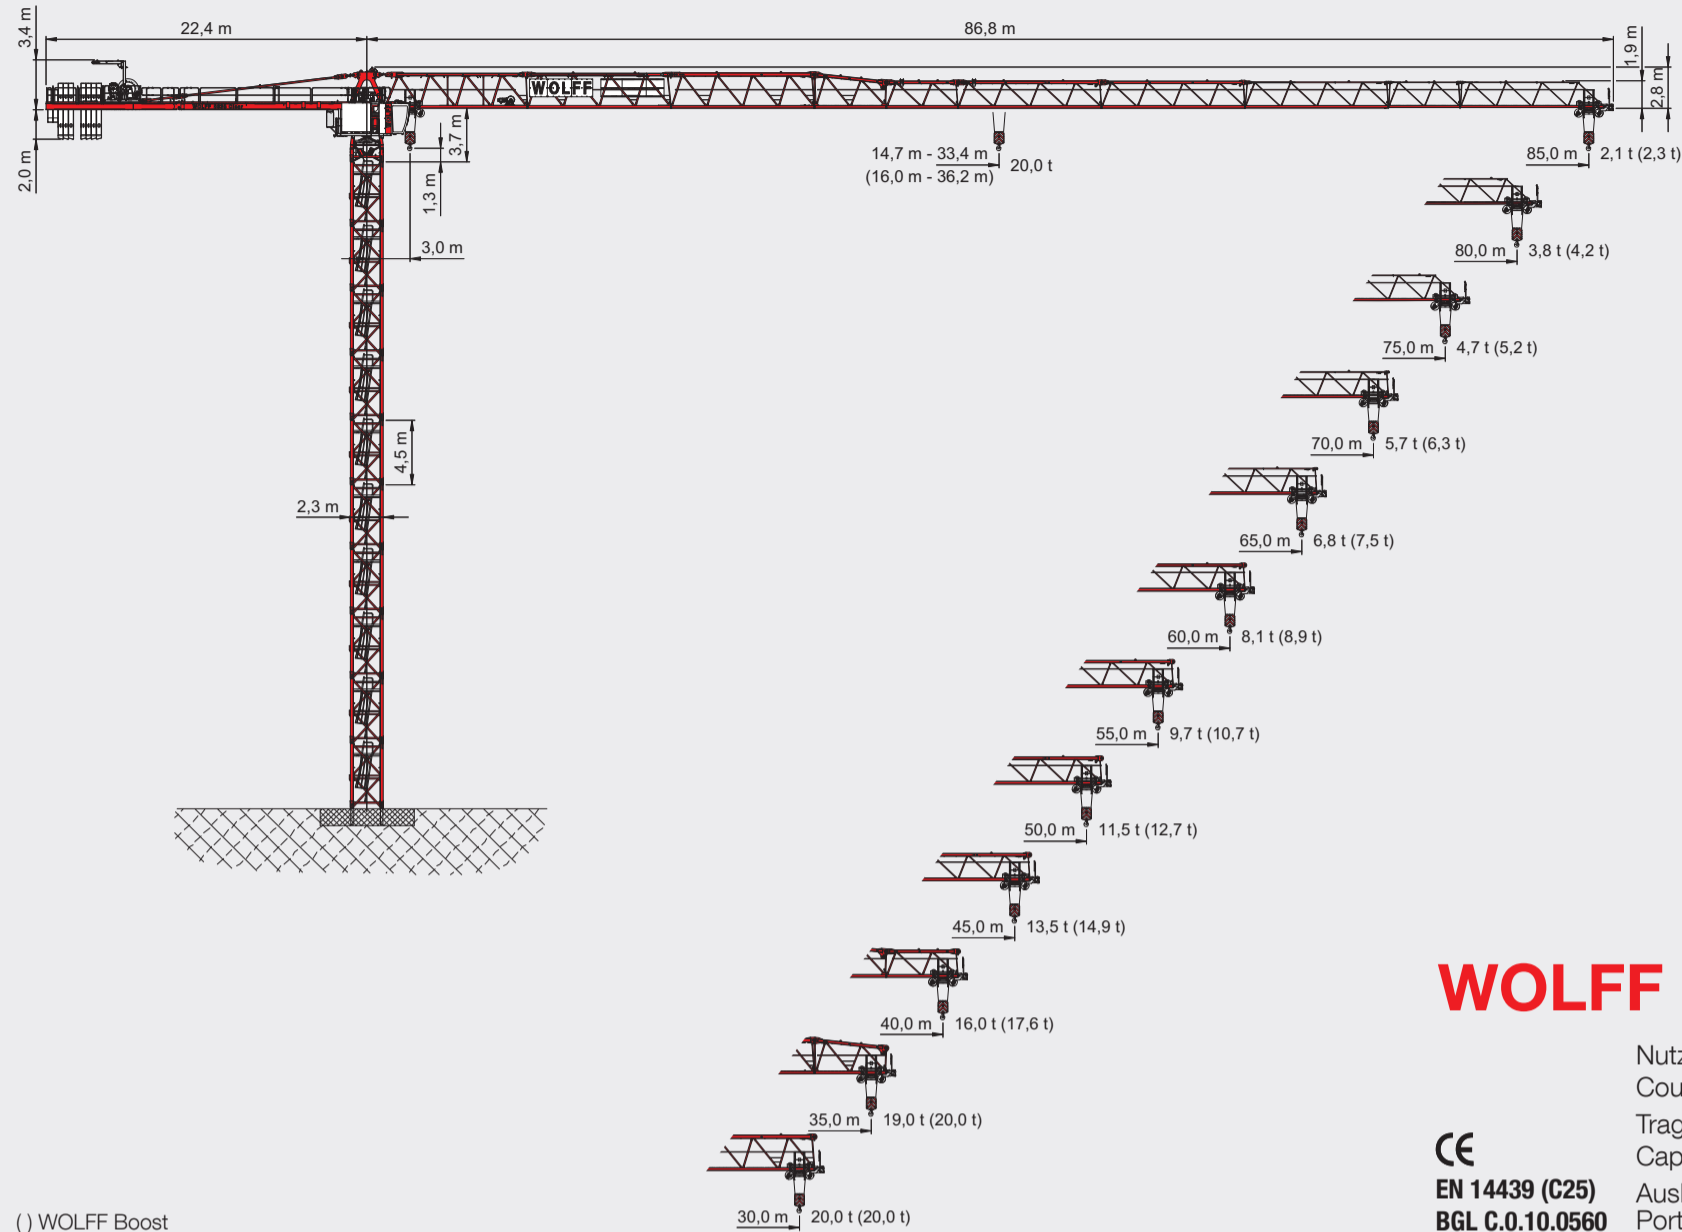 3,4 m
22,4 m
86,8 m
1,9 m
2,8 m
WOLFF
2,0 m
3,7 m
1,3 m
3,0 m
14,7 m - 33,4 m
(16,0 m - 36,2 m)
20,0 t
85,0 m 2,1 t (2,3 t)
80,0 m 3,8 t (4,2 t)
75,0 m 4,7 t (5,2 t)
70,0 m 5,7 t (6,3 t)
4,5 m
2,3 m
65,0 m 6,8 t (7,5 t)
60,0 m 8,1 t (8,9 t)
55,0 m 9,7 t (10,7 t)
50,0 m 11,5 t (12,7 t)
45,0 m 13,5 t (14,9 t)
40,0 m 16,0 t (17,6 t)
35,0 m 19,0 t (20,0 t)
30,0 m 20,0 t (20,0 t)
( ) WOLFF Boost
WOLFF
CE
EN 14439 (C25)
BGL C.0.10.0560
Nutz
Cou
Trag
Cap
Ausl
Port